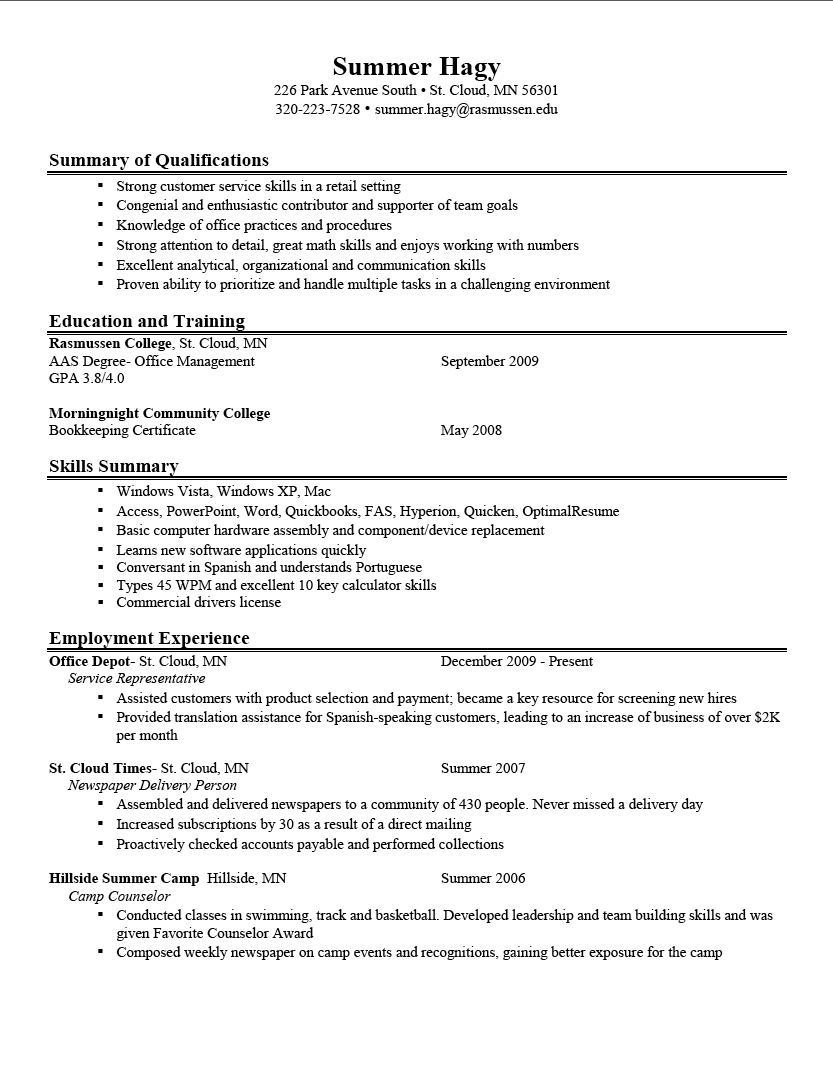 Summer Hagy
226 Park Avenue South • St. Cloud, MN 56301
320-223-7528 • summer.hagy@rasmussen.edu
Summary of Qualifications
▪ Strong customer service skills in a retail setting
▪ Congenial and enthusiastic contributor and supporter of team goals
▪ Knowledge of office practices and procedures
▪ Strong attention to detail, great math skills and enjoys working with numbers
▪ Excellent analytical, organizational and communication skills
▪ Proven ability to prioritize and handle multiple tasks in a challenging environment
Education and Training
Rasmussen College, St. Cloud, MN
AAS Degree- Office Management September 2009
GPA 3.8/4.0
Morningnight Community College
Bookkeeping Certificate May 2008
Skills Summary
▪ Windows Vista, Windows XP, Mac
▪ Access, PowerPoint, Word, Quickbooks, FAS, Hyperion, Quicken, OptimalResume
▪ Basic computer hardware assembly and component/device replacement
▪ Learns new software applications quickly
▪ Conversant in Spanish and understands Portuguese
▪ Types 45 WPM and excellent 10 key calculator skills
▪ Commercial drivers license
Employment Experience
Office Depot- St. Cloud, MN December 2009 - Present
Service Representative
▪ Assisted customers with product selection and payment; became a key resource for screening new hires
▪ Provided translation assistance for Spanish-speaking customers, leading to an increase of business of over $2K
per month
St. Cloud Times- St. Cloud, MN Summer 2007
Newspaper Delivery Person
▪ Assembled and delivered newspapers to a community of 430 people. Never missed a delivery day
▪ Increased subscriptions by 30 as a result of a direct mailing
▪ Proactively checked accounts payable and performed collections
Hillside Summer Camp Hillside, MN Summer 2006
Camp Counselor
▪ Conducted classes in swimming, track and basketball. Developed leadership and team building skills and was
given Favorite Counselor Award
▪ Composed weekly newspaper on camp events and recognitions, gaining better exposure for the camp